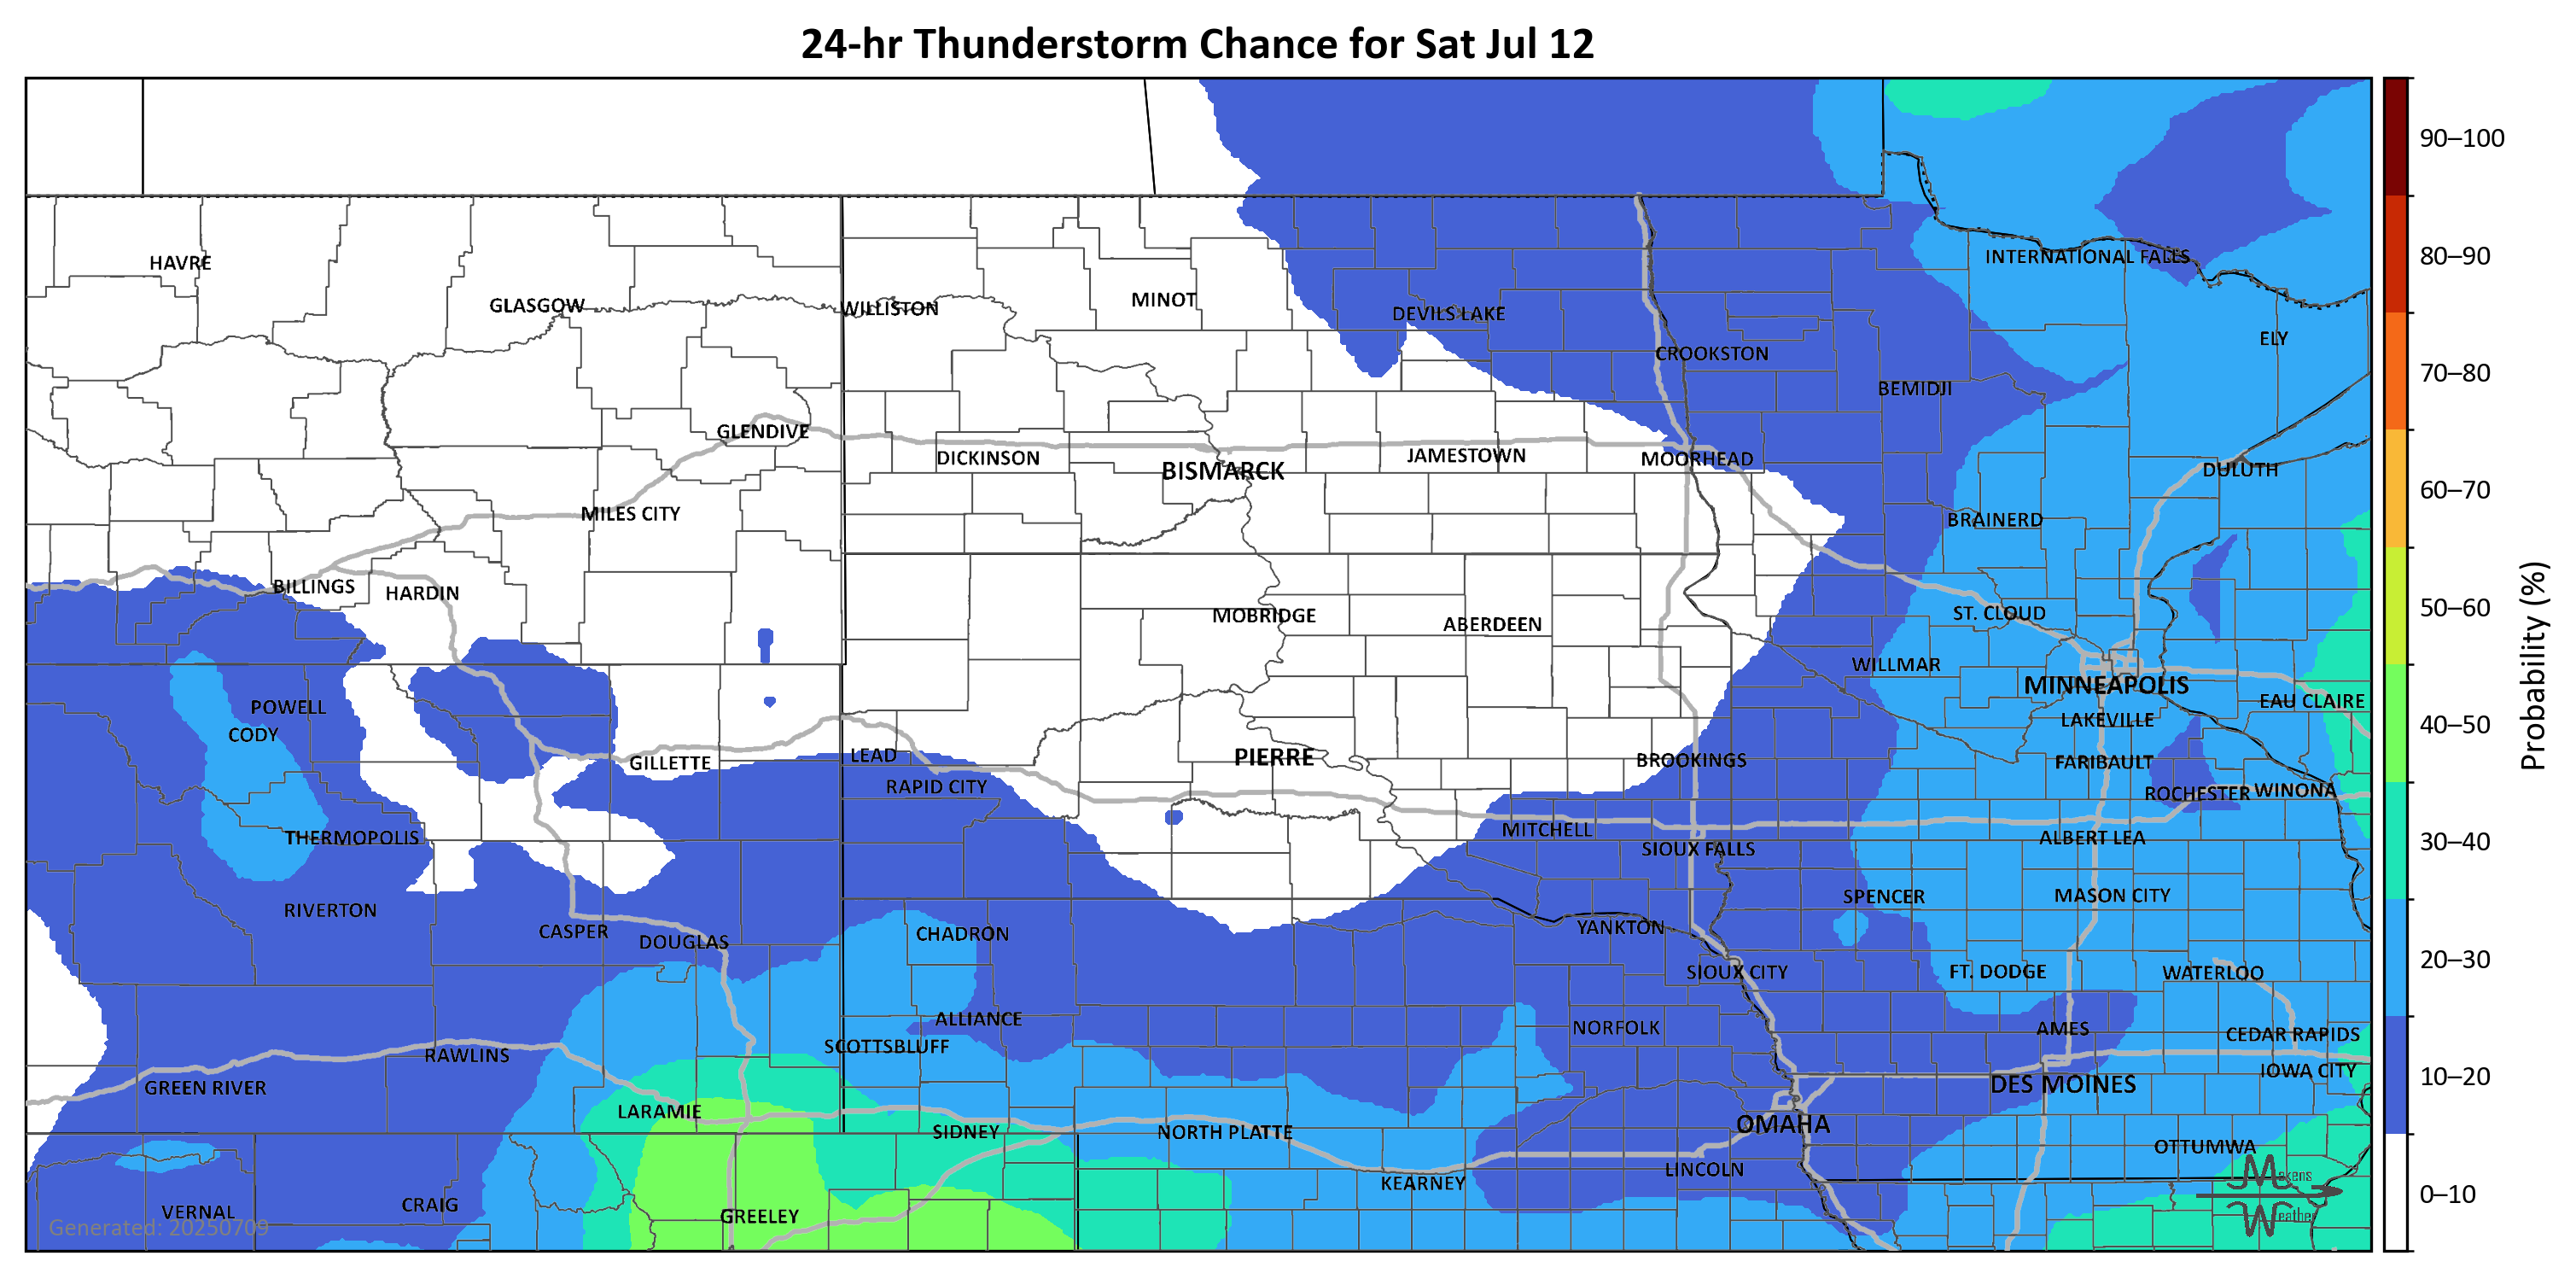 24-hr Thunderstorm Chance for Sat Jul 12
90–100
HAVRE
INTERNATIONAL FALLS
80–90
GLASGOW
WILLISTON
MINOT
DEVILS LAKE
ELY
CROOKSTON
70–80
BEMIDJI
GLENDIVE
DICKINSON
BISMARCK
JAMESTOWN
MOORHEAD
DULUTH
60–70
MILES CITY
BRAINERD
BILLINGS
HARDIN
50–60
MOBRIDGE
ABERDEEN
ST. CLOUD
Probability (%)
WILLMAR
MINNEAPOLIS
POWELL
EAU CLAIRE
CODY
LAKEVILLE
40–50
GILLETTE
LEAD
PIERRE
BROOKINGS
FARIBAULT
RAPID CITY
ROCHESTER
WINONA
THERMOPOLIS
MITCHELL
ALBERT LEA
30–40
SIOUX FALLS
RIVERTON
SPENCER
MASON CITY
CASPER
DOUGLAS
CHADRON
YANKTON
20–30
SIOUX CITY
FT. DODGE
WATERLOO
ALLIANCE
NORFOLK
AMES
CEDAR RAPIDS
RAWLINS
SCOTTSBLUFF
IOWA CITY
10–20
GREEN RIVER
DES MOINES
LARAMIE
SIDNEY
NORTH PLATTE
OMAHA
OTTUMWA
LINCOLN
KEARNEY
Makens
Weather
0–10
VERNAL
CRAIG
GREELEY
Generated: 20250709